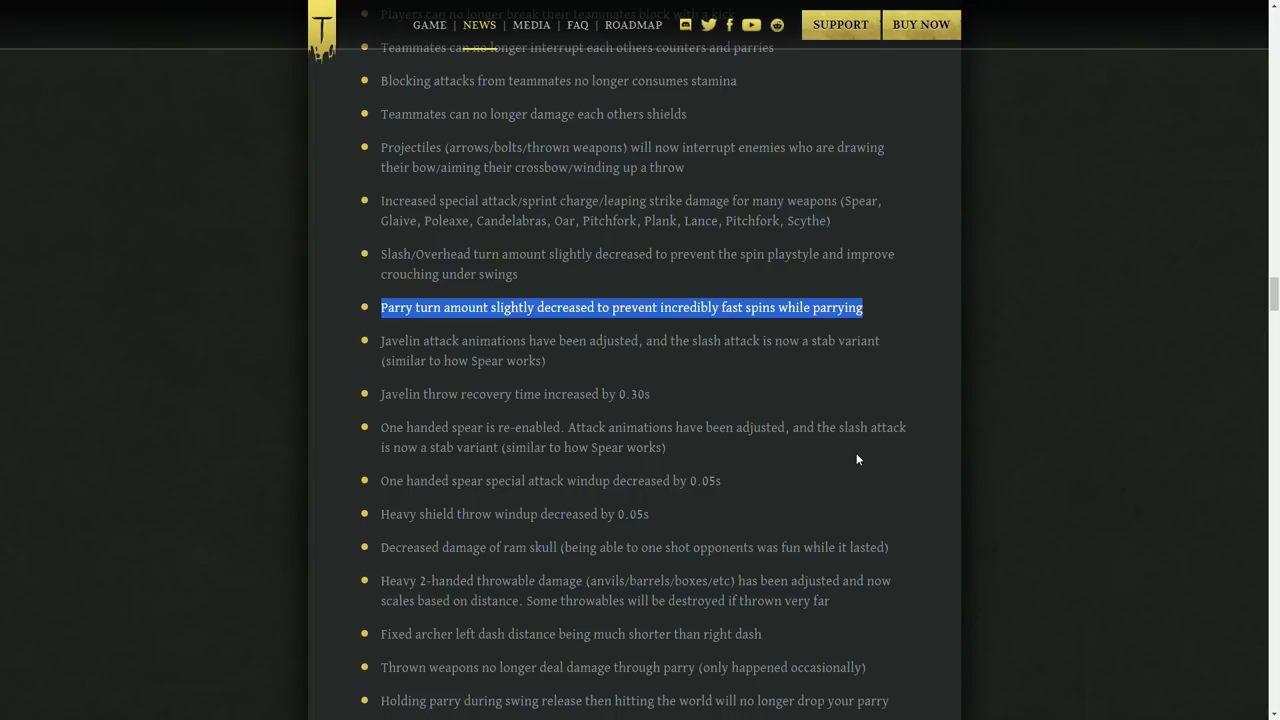 Players can no longer break their teammates block with a kick
GAME | NEWS | MEDIA | FAQ | ROADMAP SUPPORT BUY NOW
Teammates can no longer interrupt each others counters and parries
Blocking attacks from teammates no longer consumes stamina
Teammates can no longer damage each others shields
Projectiles (arrows/bolts/thrown weapons) will now interrupt enemies who are drawing
their bow/aiming their crossbow/winding up a throw
Increased special attack/sprint charge/leaping strike damage for many weapons (Spear,
Glaive, Poleaxe, Candelabras, Oar, Pitchfork, Plank, Lance, Pitchfork, Scythe)
Slash/Overhead turn amount slightly decreased to prevent the spin playstyle and improve
crouching under swings
Parry turn amount slightly decreased to prevent incredibly fast spins while parrying
Javelin attack animations have been adjusted, and the slash attack is now a stab variant
(similar to how Spear works)
Javelin throw recovery time increased by 0.30s
One handed spear is re-enabled. Attack animations have been adjusted, and the slash attack
is now a stab variant (similar to how Spear works)
One handed spear special attack windup decreased by 0.05s
Heavy shield throw windup decreased by 0.05s
Decreased damage of ram skull (being able to one shot opponents was fun while it lasted)
Heavy 2-handed throwable damage (anvils/barrels/boxes/etc) has been adjusted and now
scales based on distance. Some throwables will be destroyed if thrown very far
Fixed archer left dash distance being much shorter than right dash
Thrown weapons no longer deal damage through parry (only happened occasionally)
Holding parry during swing release then hitting the world will no longer drop your parry